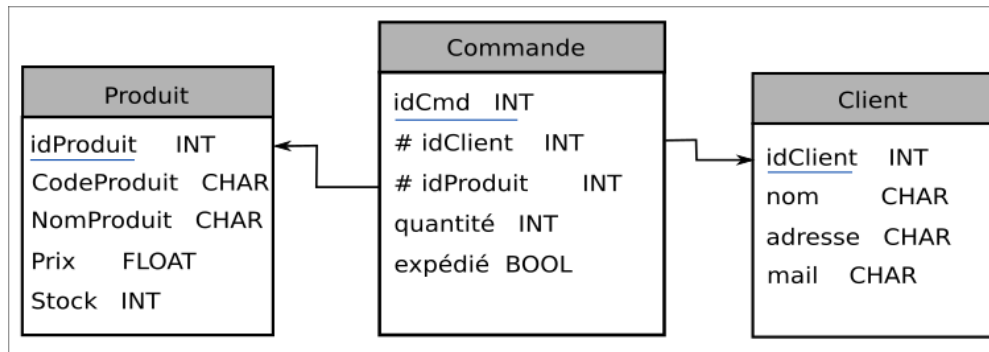 Produit
idProduit INT
CodeProduit CHAR
NomProduit CHAR
Prix FLOAT
Stock INT
Commande
idCmd INT
# idClient INT
# idProduit INT
quantité INT
expédié BOOL
Client
idClient INT
nom CHAR
adresse CHAR
mail CHAR